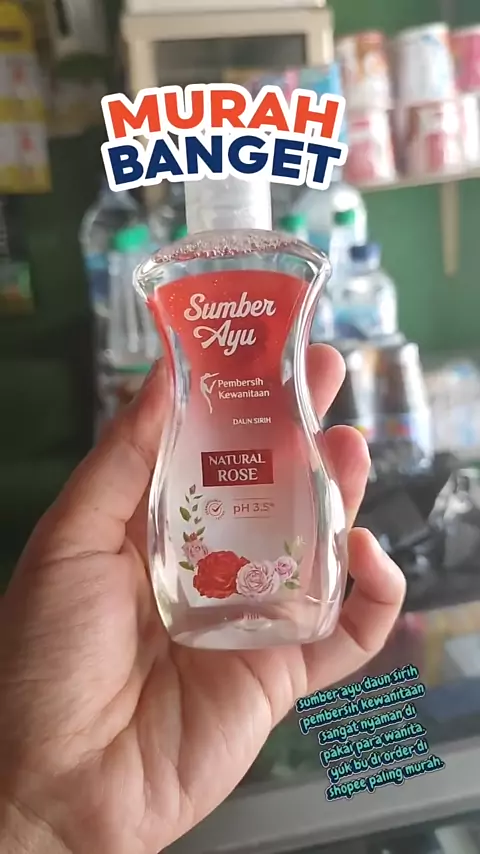 MURAH
BANGET
Sumber
Ayu
Pembersih
Kewanitaan
DAUN SIRIH
NATURAL
ROSE
pH 3.5*
ml
sumber ayu daun sirih
pembersih kewanitaan
sangat nyaman di
pakai para wanita.
yuk bu di order di
shopee paling murah.